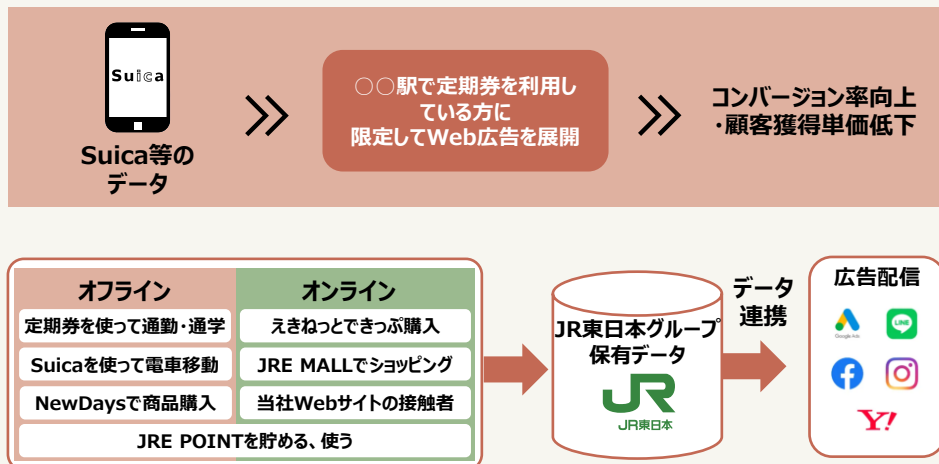 Suica
Suica等の
データ
○○駅で定期券を利用し
ている方に
限定してWeb広告を展開
コンバージョン率向上
・顧客獲得単価低下
オフライン
オンライン
定期券を使って通勤・通学
えきねっとできっぷ購入
Suicaを使って電車移動
JRE MALLでショッピング
NewDaysで商品購入
当社Webサイトの接触者
JRE POINTを貯める、使う
JR東日本グループ
保有データ
JR
JR東日本
データ
連携
広告配信
Google Ads
LINE
Y!